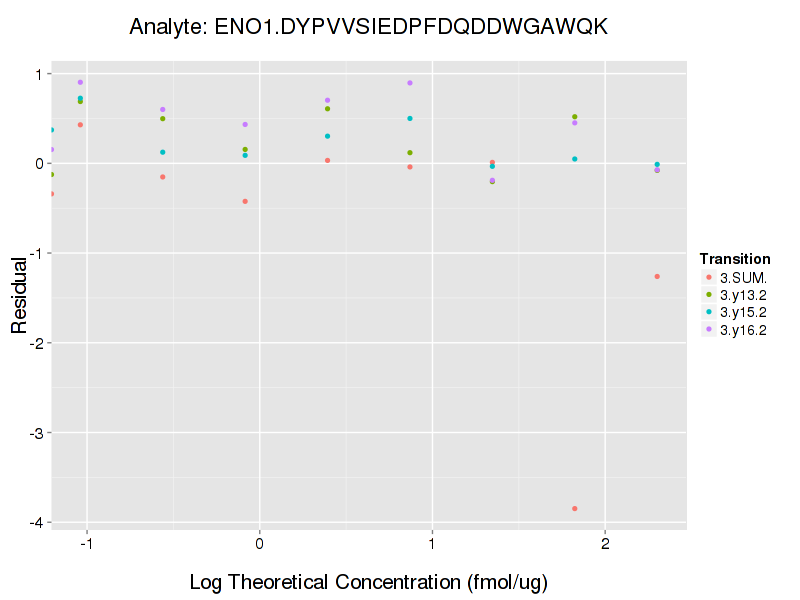 Analyte: ENO1.DYPVVSIEDPFDQDDWGAWQK
1
0
-1
-2
-3
-4
Residual
-1 0 1 2
Log Theoretical Concentration (fmol/ug)
Transition
3.SUM.
3.y13.2
3.y15.2
3.y16.2